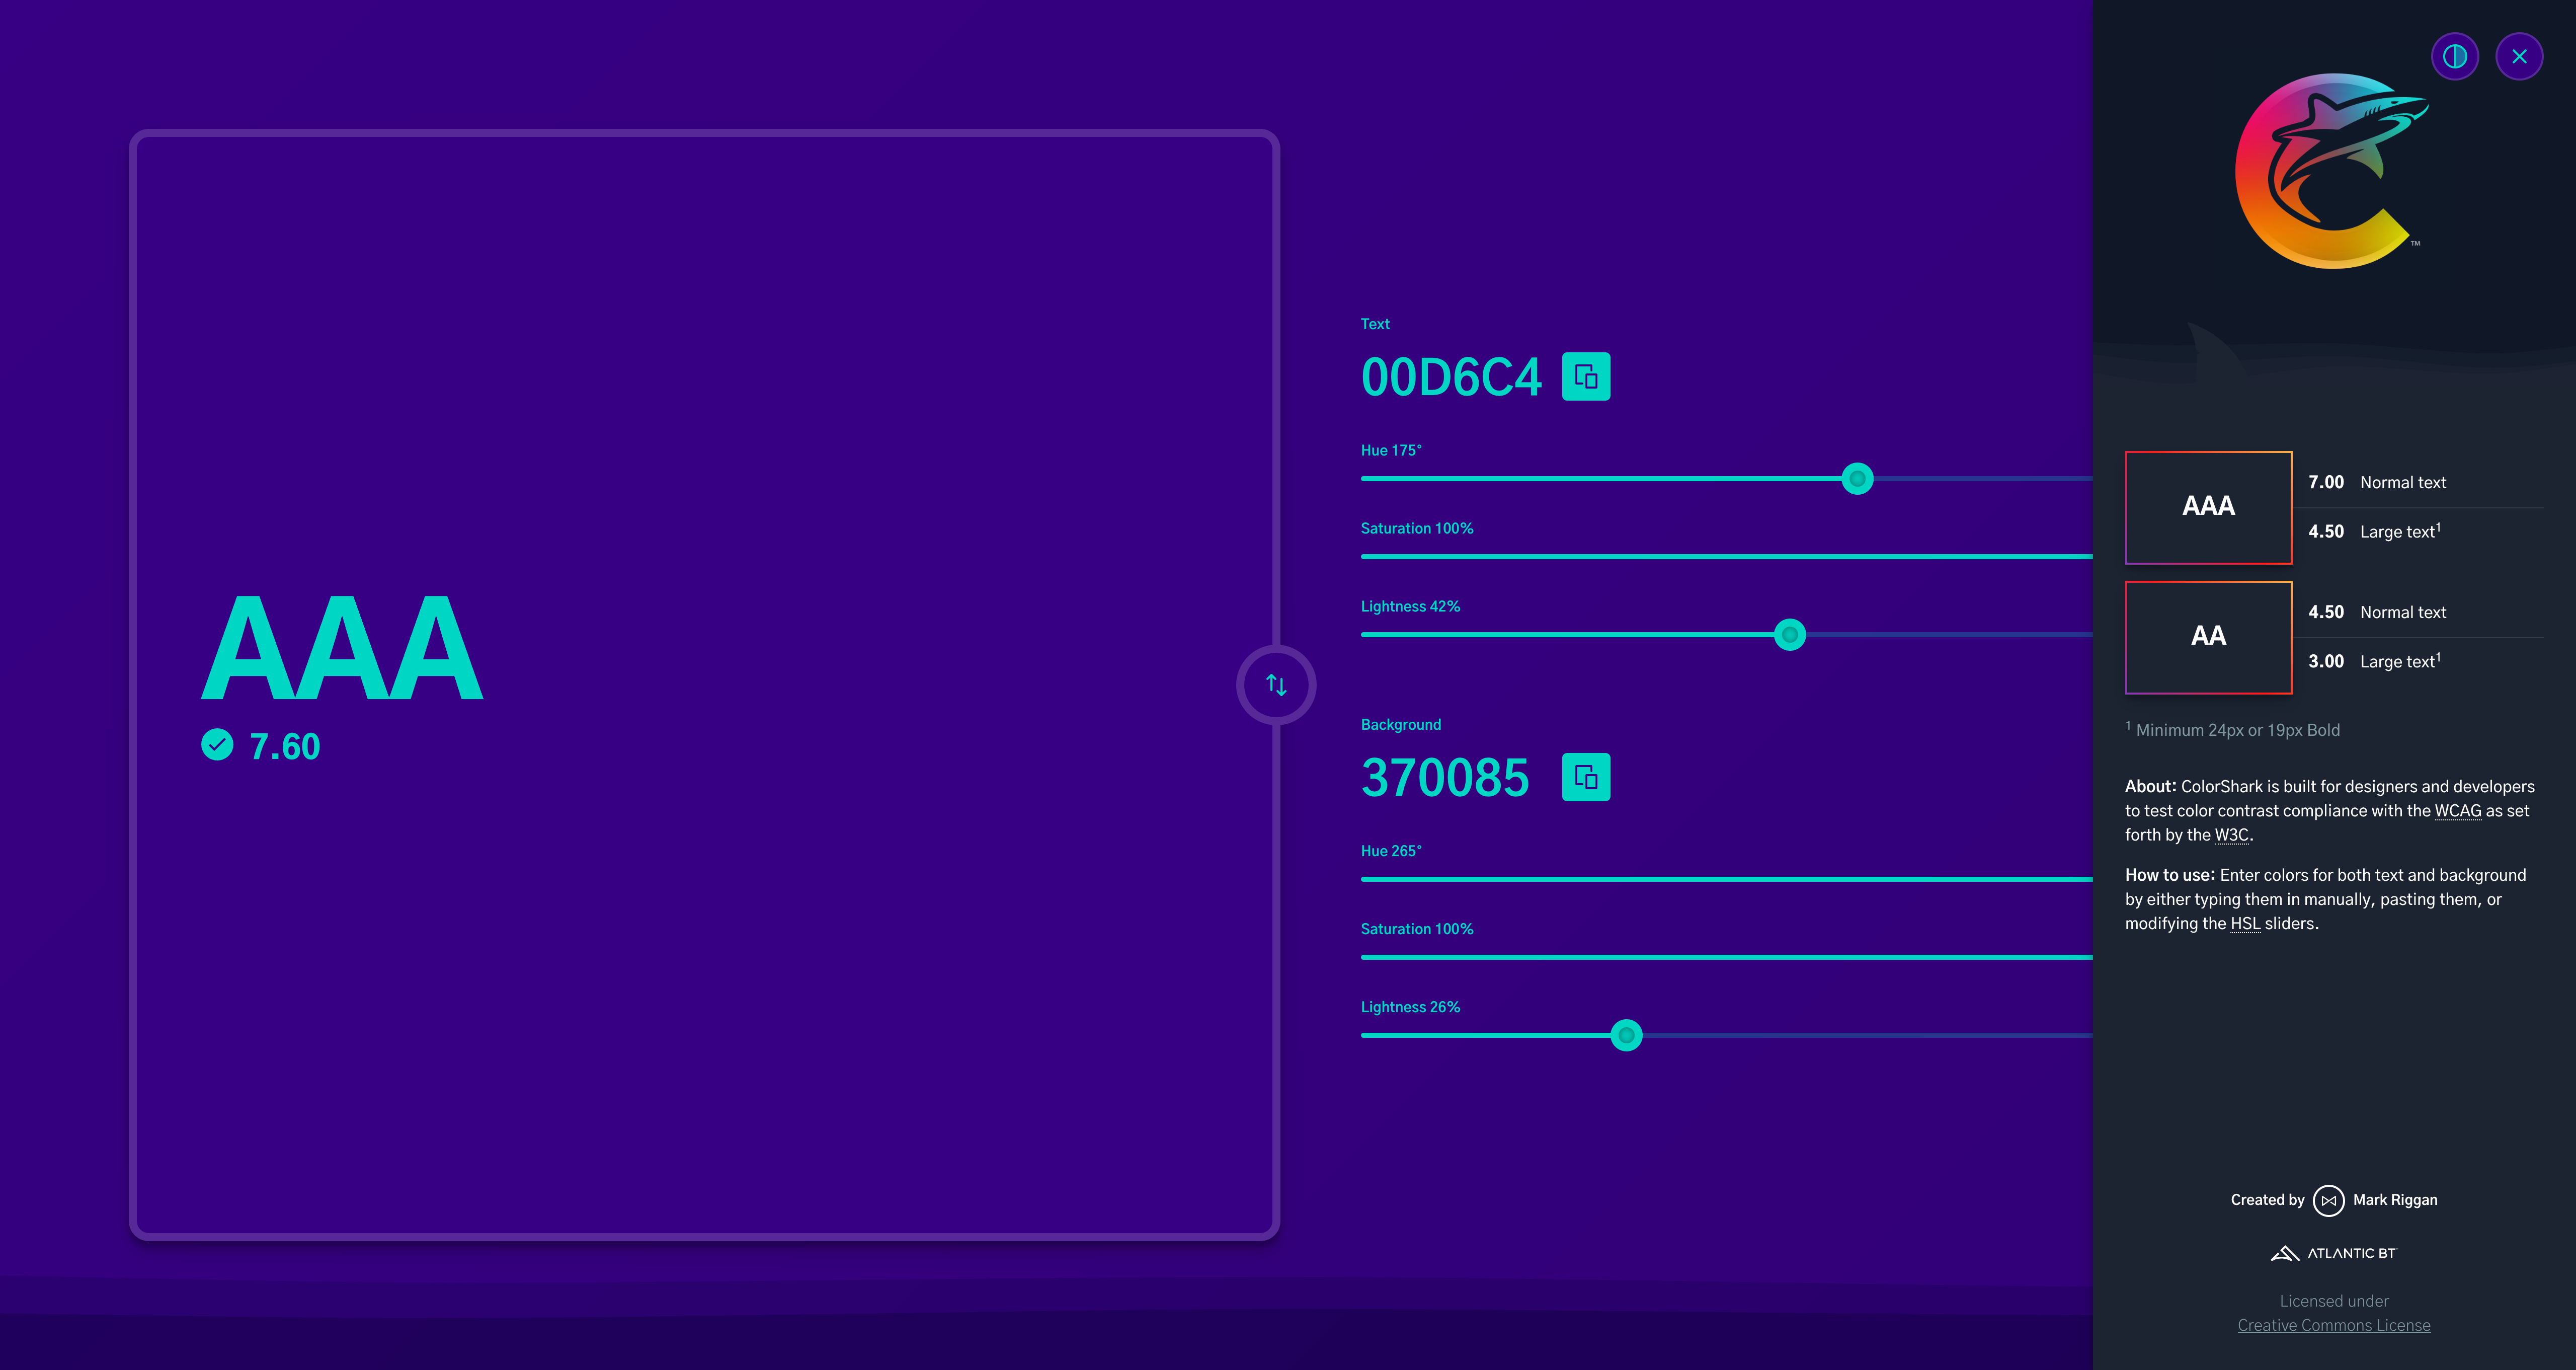 AAA
7.60
Text
00D6C4
Hue 175°
Saturation 100%
Lightness 42%
Background
370085
Hue 265°
Saturation 100%
Lightness 26%
TM
AAA
7.00 Normal text
4.50 Large text¹
AA
4.50 Normal text
3.00 Large text¹
¹ Minimum 24px or 19px Bold
About: ColorShark is built for designers and developers
to test color contrast compliance with the WCAG as set
forth by the W3C.
How to use: Enter colors for both text and background
by either typing them in manually, pasting them, or
modifying the HSL sliders.
Created by Mark Riggan
ATLANTIC BT
Licensed under
Creative Commons License